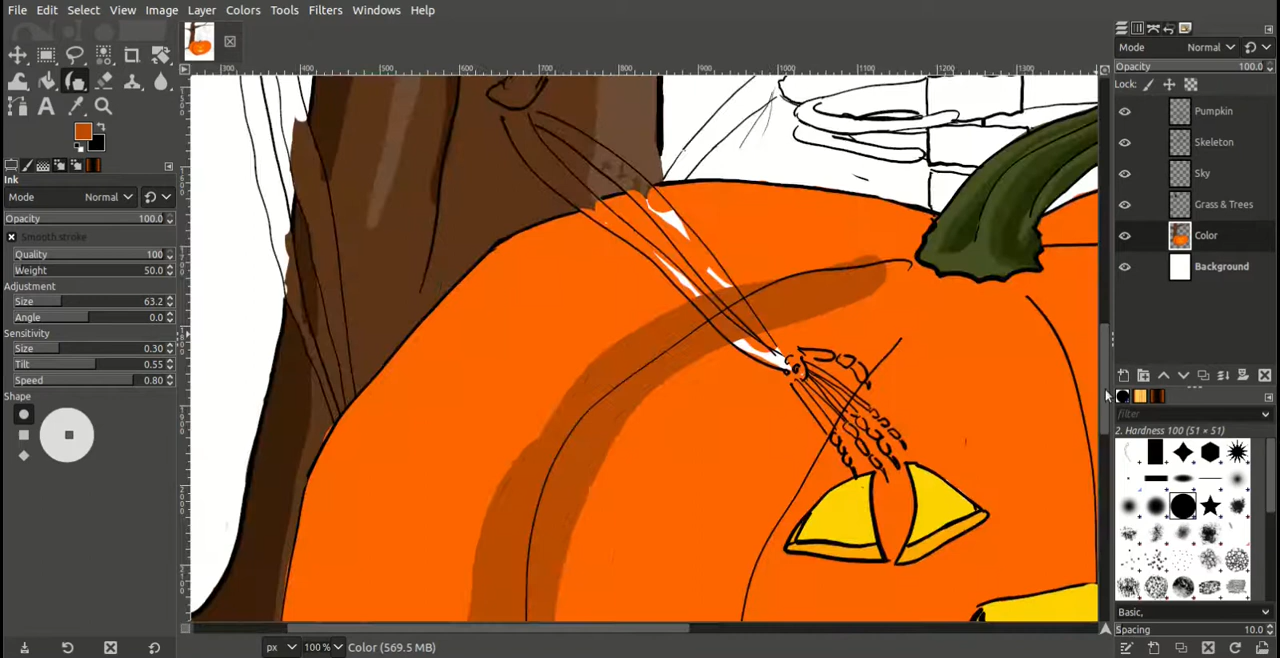 File Edit Select View Image Layer Colors Tools Filters Windows Help
Mode Normal
Opacity 100.0
Lock:
Pumpkin
Skeleton
Sky
Grass & Trees
Color
Background
filter
2. Hardness 100 (51 × 51)
Basic,
Spacing 10.0
Ink
Mode Normal
Opacity 100.0
Smooth stroke
Quality 100
Weight 50.0
Adjustment
Size 63.2
Angle 0.0
Sensitivity
Size 0.30
Tilt 0.55
Speed 0.80
Shape
300 400 500 600 700 800 900 1000 1100 1200 1300
px 100% Color (569.5 MB)